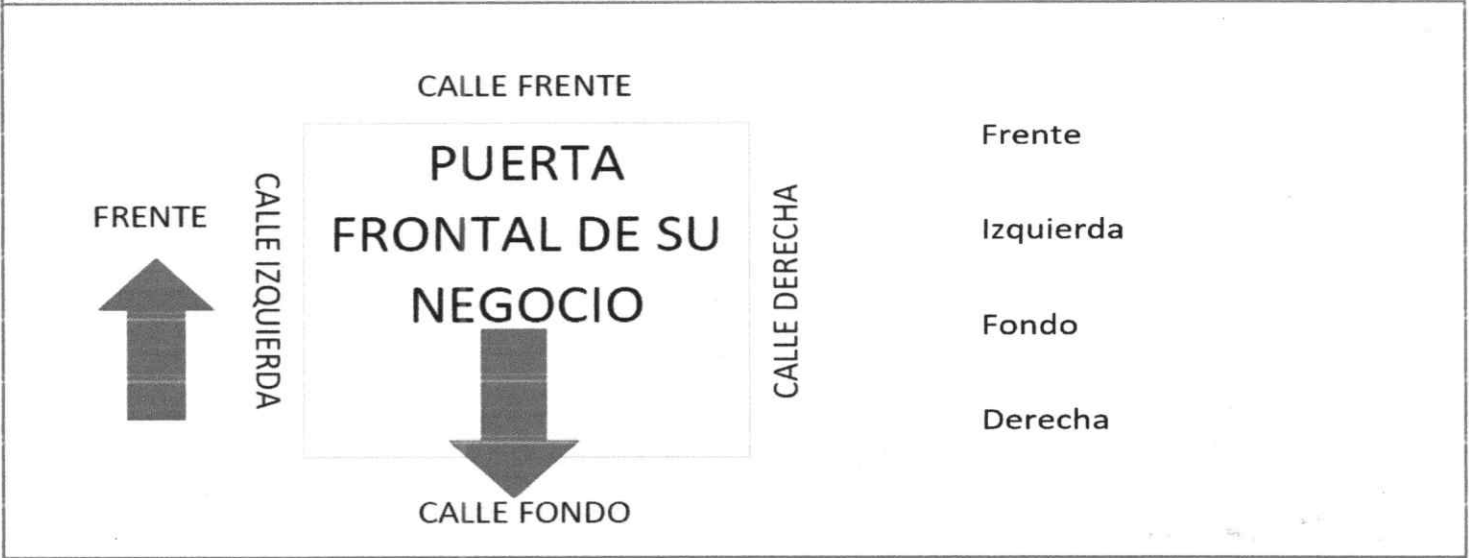 CALLE FRENTE
PUERTA
FRONTAL DE SU
NEGOCIO
FRENTE
CALLE IZQUIERDA
CALLE DERECHA
CALLE FONDO
Frente
Izquierda
Fondo
Derecha